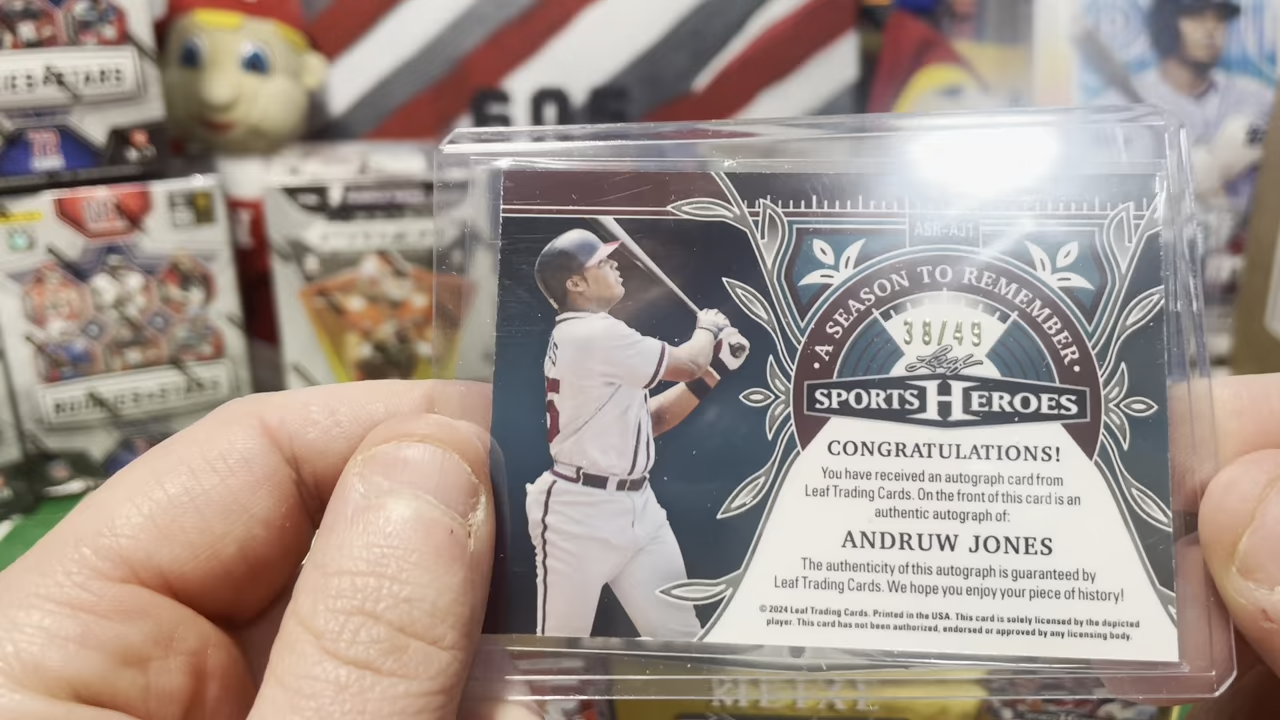 & STARS
ASR-AJ1
· A SEASON TO REMEMBER ·
38/49
Leaf
SPORTS HEROES
CONGRATULATIONS!
You have received an autograph card from
Leaf Trading Cards. On the front of this card is an
authentic autograph of:
ANDRUW JONES
The authenticity of this autograph is guaranteed by
Leaf Trading Cards. We hope you enjoy your piece of history!
© 2024 Leaf Trading Cards. Printed in the USA. This card is solely licensed by the depicted
player. This card has not been authorized, endorsed or approved by any licensing body.